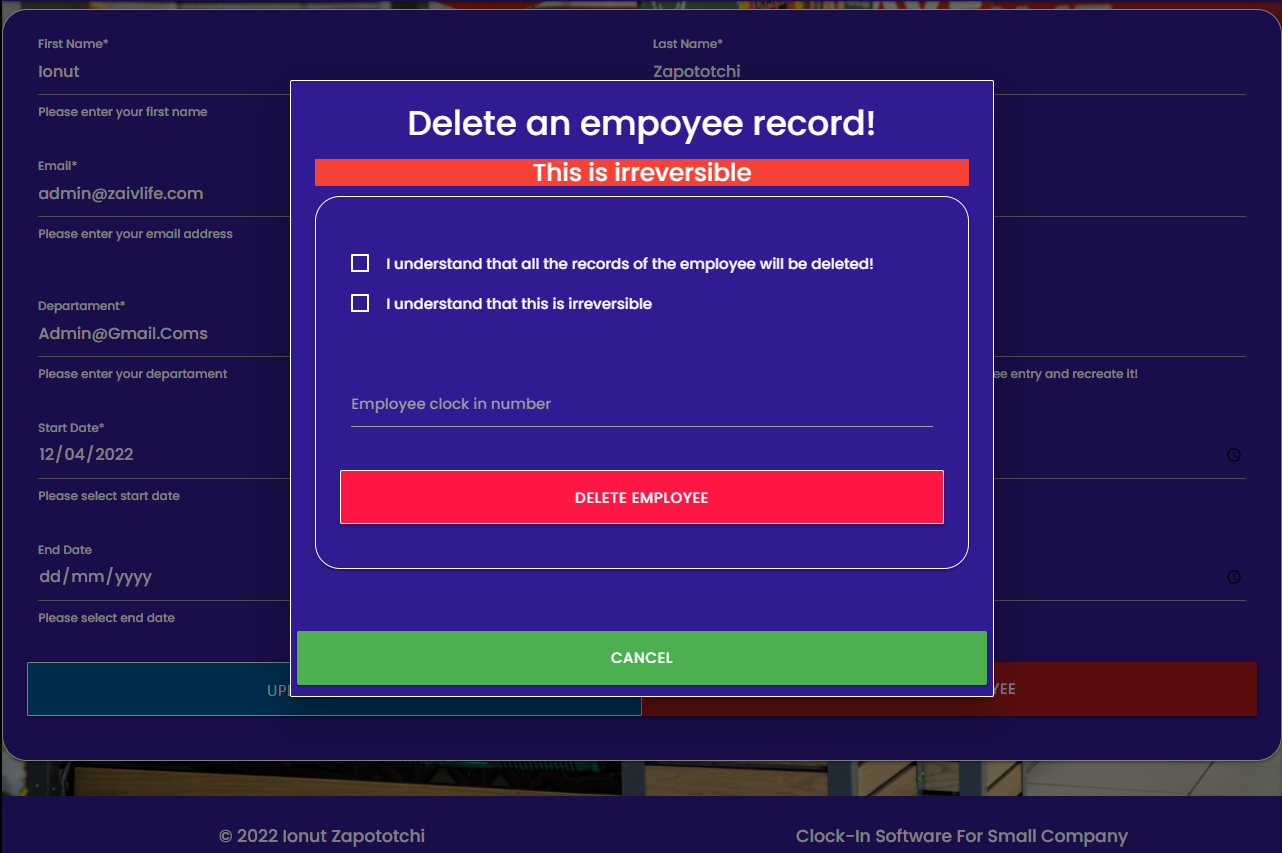 First Name*
Last Name*
Ionut
Zapototchi
Please enter your first name
Delete an empoyee record!
This is irreversible
Email*
admin@zaivlife.com
Please enter your email address
I understand that all the records of the employee will be deleted!
I understand that this is irreversible
Departament*
Admin@Gmail.Coms
Please enter your departament
ee entry and recreate it!
Employee clock in number
Start Date*
12/04/2022
Please select start date
DELETE EMPLOYEE
End Date
dd/mm/yyyy
Please select end date
CANCEL
UP
YEE
© 2022 Ionut Zapototchi
Clock-In Software For Small Company